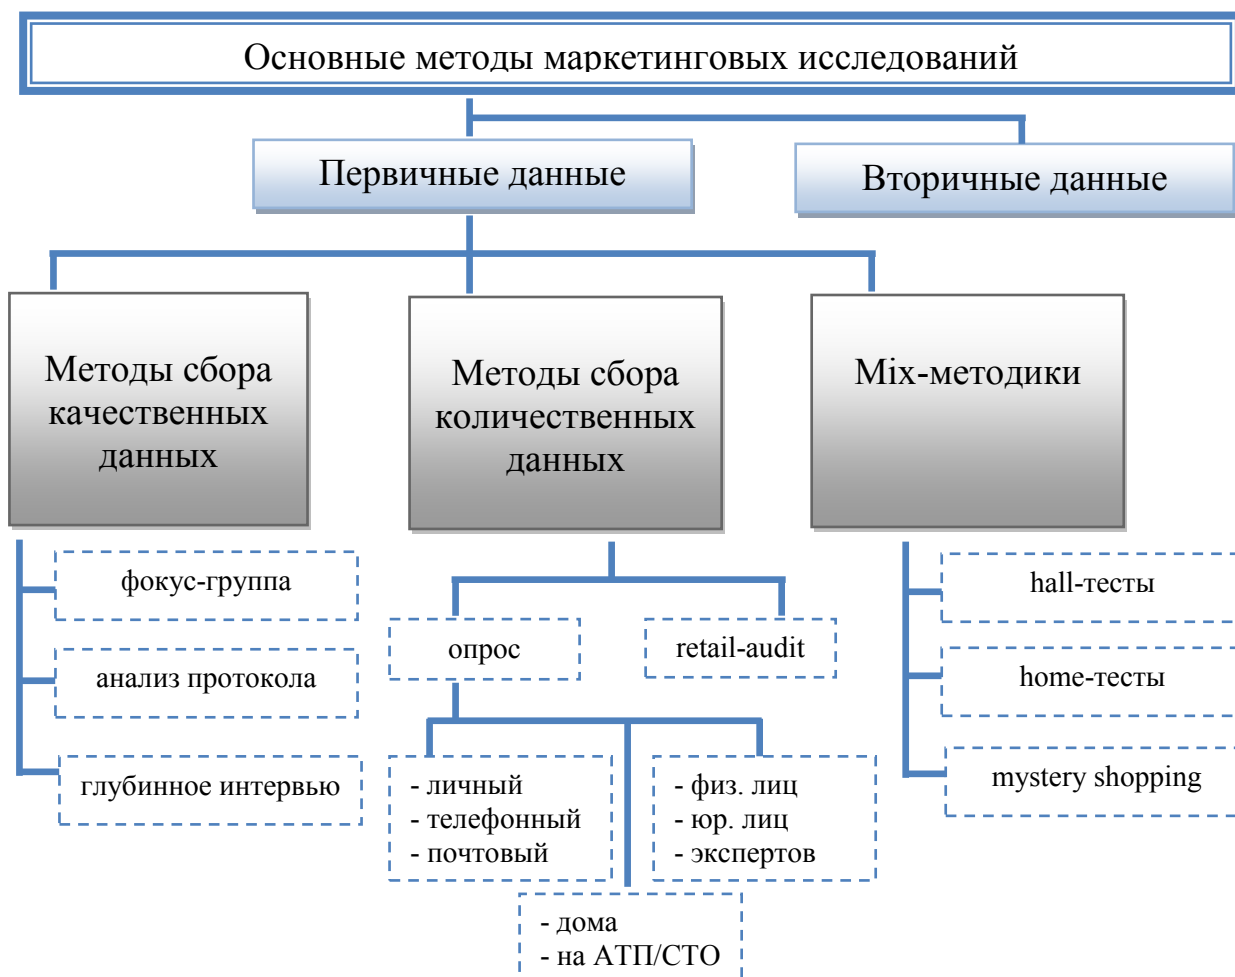 Основные методы маркетинговых исследований
Первичные данные
Вторичные данные
Методы сбора
качественных
данных
Методы сбора
количественных
данных
Mix-методики
фокус-группа
анализ протокола
глубинное интервью
опрос
retail-audit
- личный
- телефонный
- почтовый
- физ. лиц
- юр. лиц
- экспертов
- дома
- на АТП/СТО
hall-тесты
home-тесты
mystery shopping